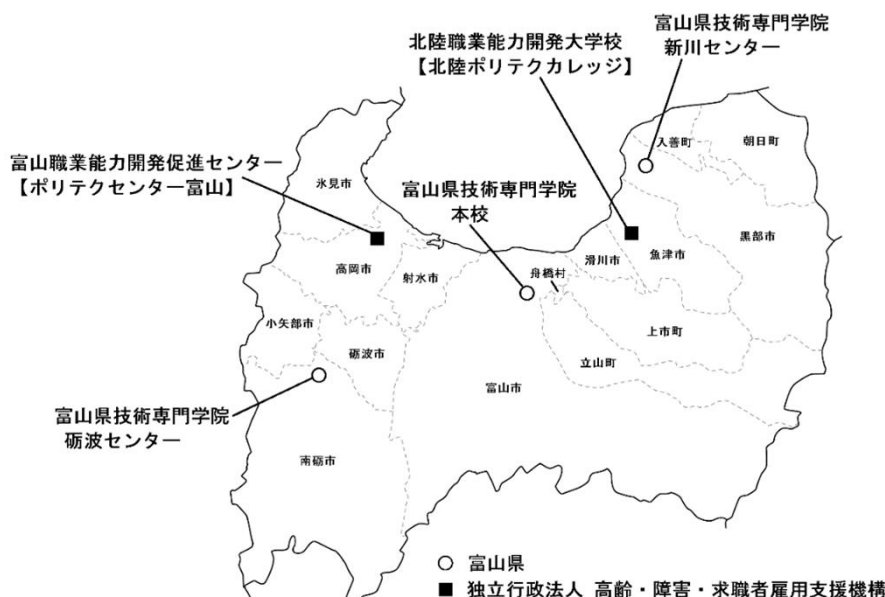 富山県技術専門学院
新川センター
北陸職業能力開発大学校
【北陸ポリテクカレッジ】
富山職業能力開発促進センター
【ポリテクセンター富山】
富山県技術専門学院
本校
入善町
朝日町
氷見市
黒部市
魚津市
滑川市
舟橋村
射水市
高岡市
上市町
小矢部市
砺波市
立山町
富山市
富山県技術専門学院
砺波センター
南砺市
○ 富山県
■ 独立行政法人 高齢・障害・求職者雇用支援機構